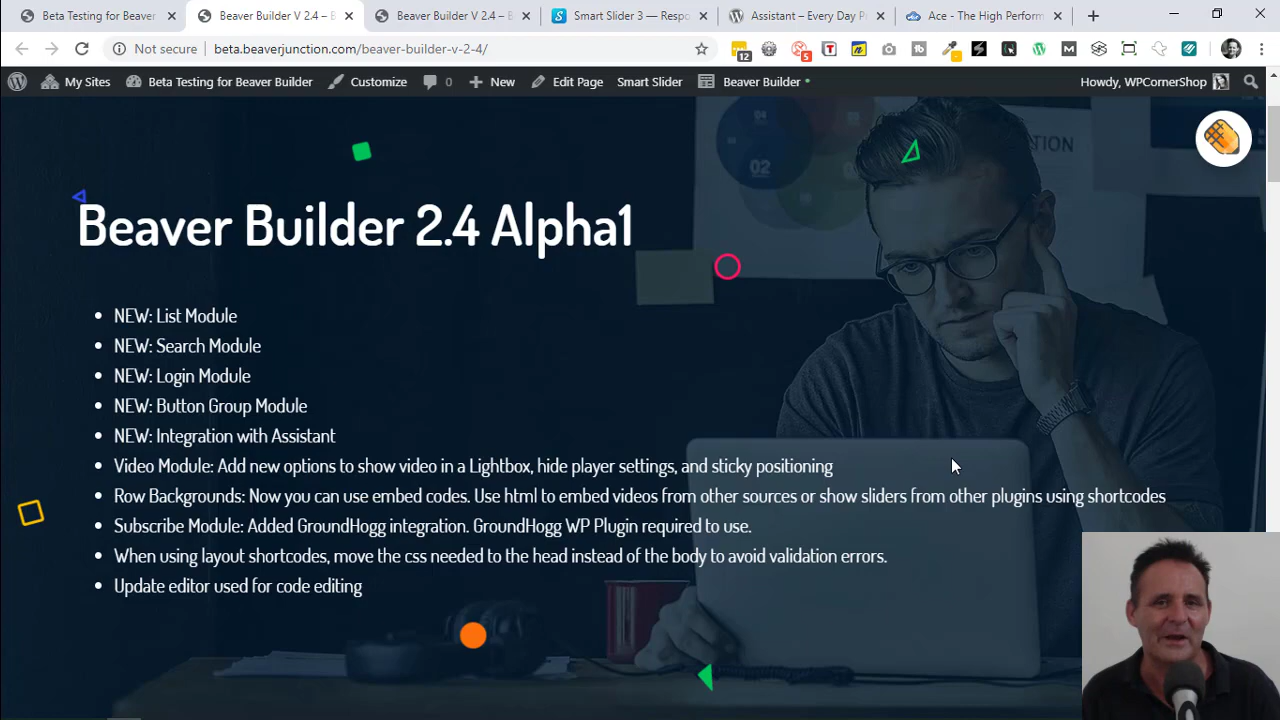 Beta Testing for Beaver
Beaver Builder V 2.4 – B
Beaver Builder V 2.4 – B
Smart Slider 3 — Respo
Assistant – Every Day P
Ace - The High Perform
Not secure
beta.beaverjunction.com/beaver-builder-v-2-4/
12
5
T
M
My Sites
Beta Testing for Beaver Builder
Customize
New
Edit Page
Smart Slider
Beaver Builder
Howdy, WPCornerShop
04
03
02
Beaver Builder 2.4 Alpha1
NEW: List Module
NEW: Search Module
NEW: Login Module
NEW: Button Group Module
NEW: Integration with Assistant
Video Module: Add new options to show video in a Lightbox, hide player settings, and sticky positioning
Row Backgrounds: Now you can use embed codes. Use html to embed videos from other sources or show sliders from other plugins using shortcodes
Subscribe Module: Added GroundHogg integration. GroundHogg WP Plugin required to use.
When using layout shortcodes, move the css needed to the head instead of the body to avoid validation errors.
Update editor used for code editing